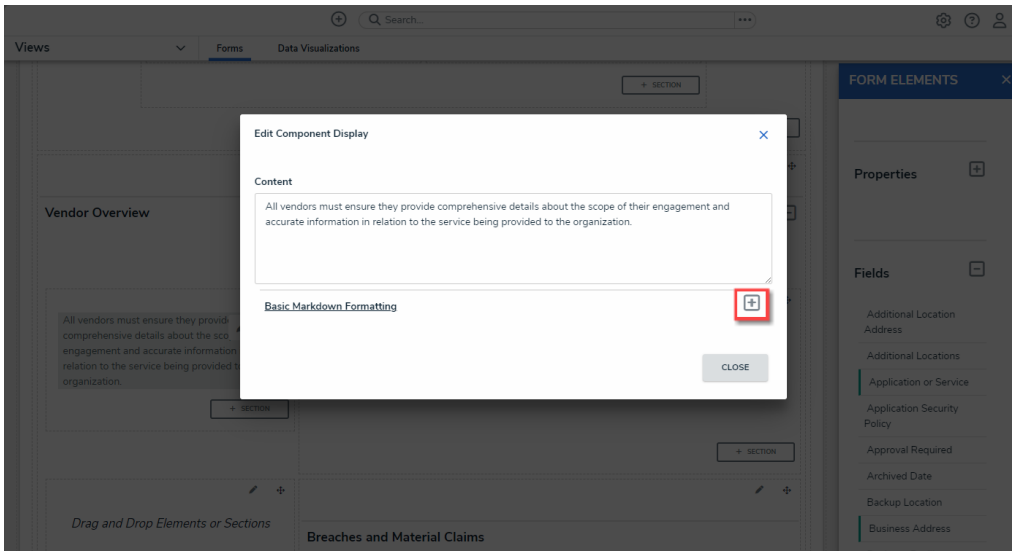 Search...
Views
Forms
Data Visualizations
+ SECTION
FORM ELEMENTS
Edit Component Display
Properties
Content
All vendors must ensure they provide comprehensive details about the scope of their engagement and
accurate information in relation to the service being provided to the organization.
Vendor Overview
Fields
Basic Markdown Formatting
All vendors must ensure they provid
comprehensive details about the sco
engagement and accurate information
relation to the service being provided t
organization.
Additional Location
Address
Additional Locations
CLOSE
Application or Service
+ SECTION
Application Security
Policy
+ SECTION
Approval Required
Archived Date
Backup Location
Drag and Drop Elements or Sections
Business Address
Breaches and Material Claims